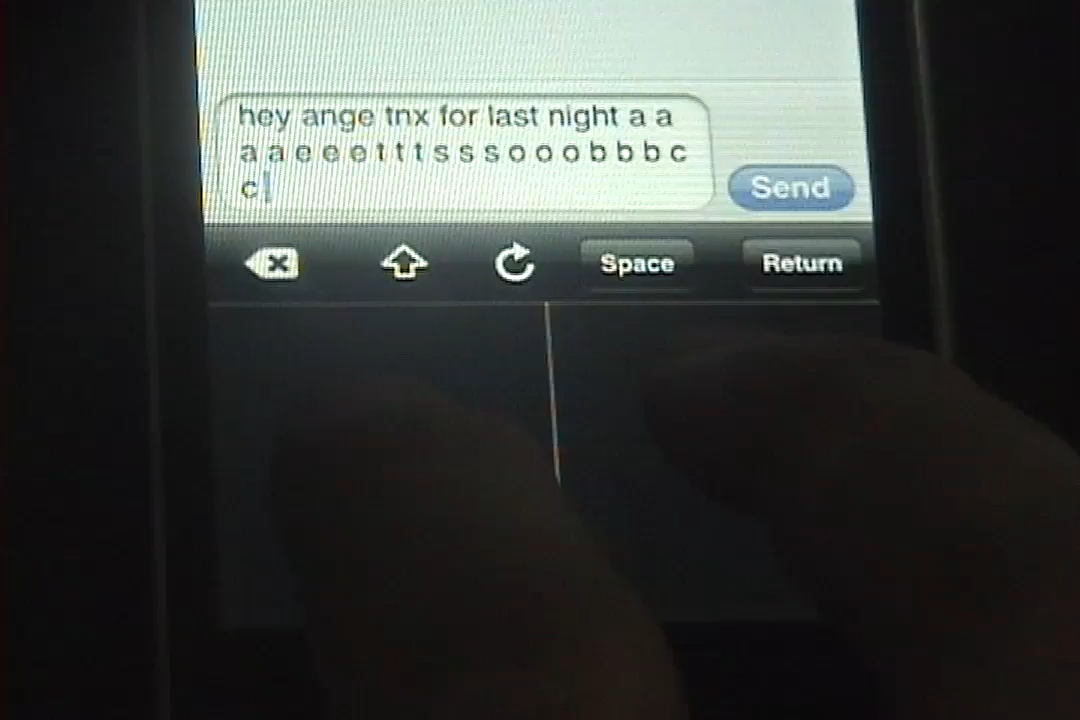 hey ange tnx for last night a a
a a e e e t t t s s s o o o b b b c
c
Send
Space
Return